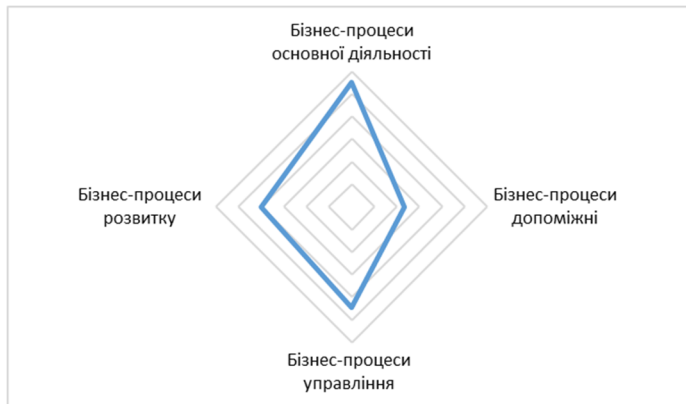 Бізнес-процеси
основної діяльності
Бізнес-процеси
розвитку
Бізнес-процеси
допоміжні
Бізнес-процеси
управління